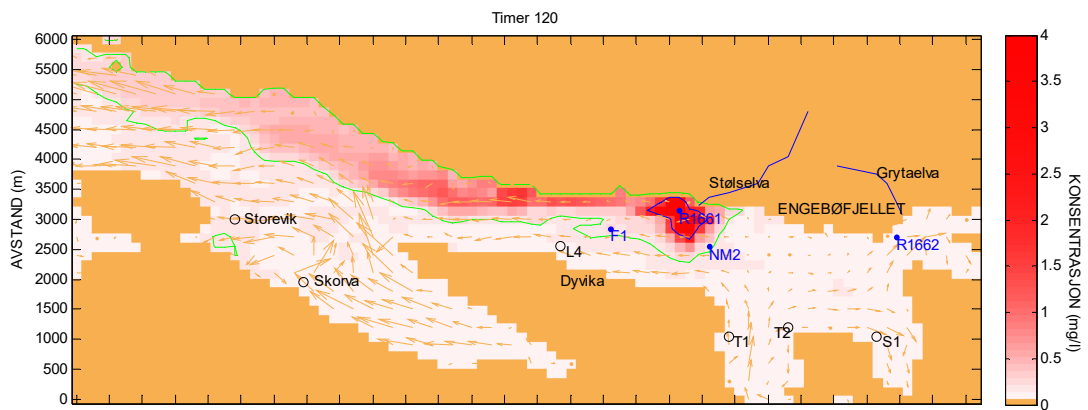 Timer 120
6000
5500
5000
4500
4000
3500
3000
2500
2000
1500
1000
500
0
AVSTAND (m)
Stølselva
Grytaelva
ENGEBØFJELLET
R1661
R1662
Storevik
F1
L4
NM2
Skorva
Dyvika
T1
T2
S1
4
3.5
3
2.5
2
1.5
1
0.5
0
KONSENTRASJON (mg/l)